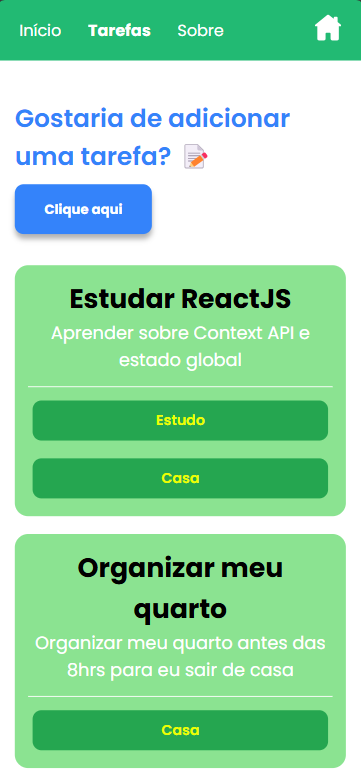 Início Tarefas Sobre
Gostaria de adicionar
uma tarefa?
Clique aqui
Estudar ReactJS
Aprender sobre Context API e
estado global
Estudo
Casa
Organizar meu
quarto
Organizar meu quarto antes das
8hrs para eu sair de casa
Casa